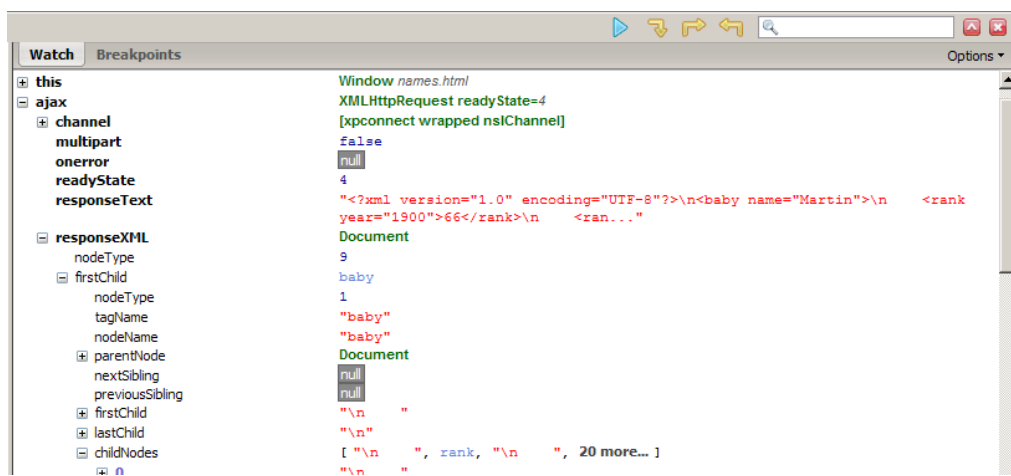 Watch Breakpoints Options
this Window names.html
ajax XMLHttpRequest readyState=4
channel [xpconnect wrapped nsIChannel]
multipart false
onerror null
readyState 4
responseText "<?xml version="1.0" encoding="UTF-8"?>\n<baby name="Martin">\n    <rank
year="1900">66</rank>\n    <ran..."
responseXML Document
nodeType 9
firstChild baby
nodeType 1
tagName "baby"
nodeName "baby"
parentNode Document
nextSibling null
previousSibling null
firstChild "\n    "
lastChild "\n"
childNodes [ "\n    ", rank, "\n    ", 20 more... ]
0 "\n    "